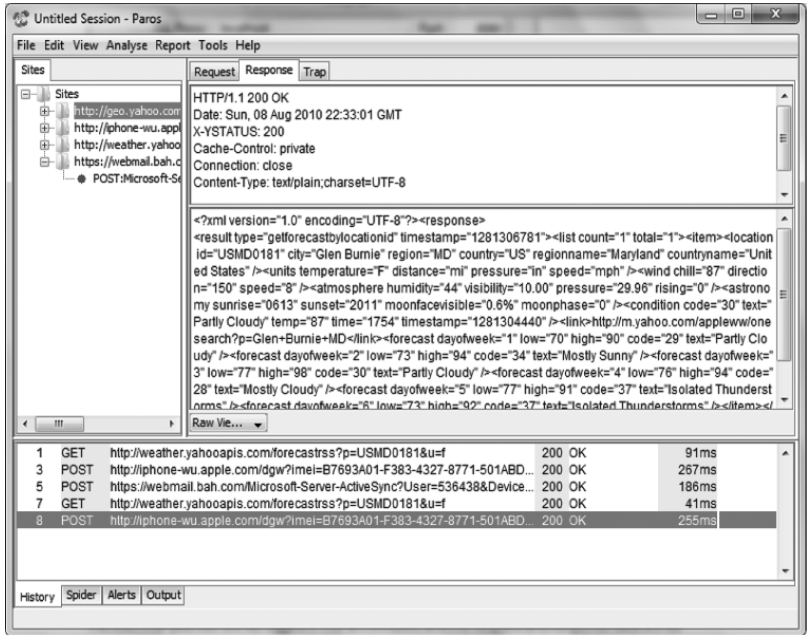 Untitled Session - Paros
File Edit View Analyse Report Tools Help
Sites
Sites
http://geo.yahoo.com
http://iphone-wu.appl
http://weather.yahoo
https://webmail.bah.c
POST:Microsoft-Se
Request Response Trap
HTTP/1.1 200 OK
Date: Sun, 08 Aug 2010 22:33:01 GMT
X-YSTATUS: 200
Cache-Control: private
Connection: close
Content-Type: text/plain;charset=UTF-8
<?xml version="1.0" encoding="UTF-8"?><response>
<result type="getforecastbylocationid" timestamp="1281306781"><list count="1" total="1"><item><location
id="USMD0181" city="Glen Burnie" region="MD" country="US" regionname="Maryland" countryname="Unit
ed States" /><units temperature="F" distance="mi" pressure="in" speed="mph" /><wind chill="87" directio
n="150" speed="8" /><atmosphere humidity="44" visibility="10.00" pressure="29.96" rising="0" /><astrono
my sunrise="0613" sunset="2011" moonfacevisible="0.6%" moonphase="0" /><condition code="30" text="
Partly Cloudy" temp="87" time="1754" timestamp="1281304440" /><link>http://m.yahoo.com/appleww/one
search?p=Glen+Burnie+MD</link><forecast dayofweek="1" low="70" high="90" code="29" text="Partly Clo
udy" /><forecast dayofweek="2" low="73" high="94" code="34" text="Mostly Sunny" /><forecast dayofweek="
3" low="77" high="98" code="30" text="Partly Cloudy" /><forecast dayofweek="4" low="76" high="94" code="
28" text="Mostly Cloudy" /><forecast dayofweek="5" low="77" high="91" code="37" text="Isolated Thunderst
orms" /><forecast dayofweek="6" low="73" high="92" code="37" text="Isolated Thunderstorms" /></item></
Raw Vie...
1 GET http://weather.yahooapis.com/forecastrss?p=USMD0181&u=f 200 OK 91ms
3 POST http://iphone-wu.apple.com/dgw?imei=B7693A01-F383-4327-8771-501ABD... 200 OK 267ms
5 POST https://webmail.bah.com/Microsoft-Server-ActiveSync?User=536438&Device... 200 OK 186ms
7 GET http://weather.yahooapis.com/forecastrss?p=USMD0181&u=f 200 OK 41ms
8 POST http://iphone-wu.apple.com/dgw?imei=B7693A01-F383-4327-8771-501ABD... 200 OK 255ms
History Spider Alerts Output